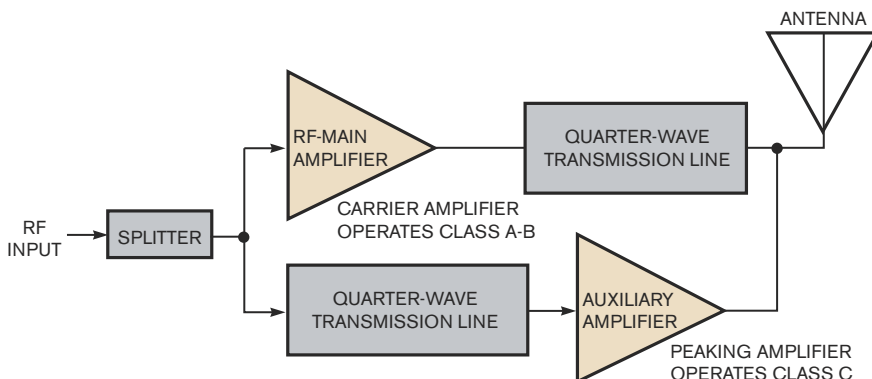 ANTENNA
RF-MAIN
AMPLIFIER
QUARTER-WAVE
TRANSMISSION LINE
CARRIER AMPLIFIER
OPERATES CLASS A-B
RF
INPUT
SPLITTER
QUARTER-WAVE
TRANSMISSION LINE
AUXILIARY
AMPLIFIER
PEAKING AMPLIFIER
OPERATES CLASS C